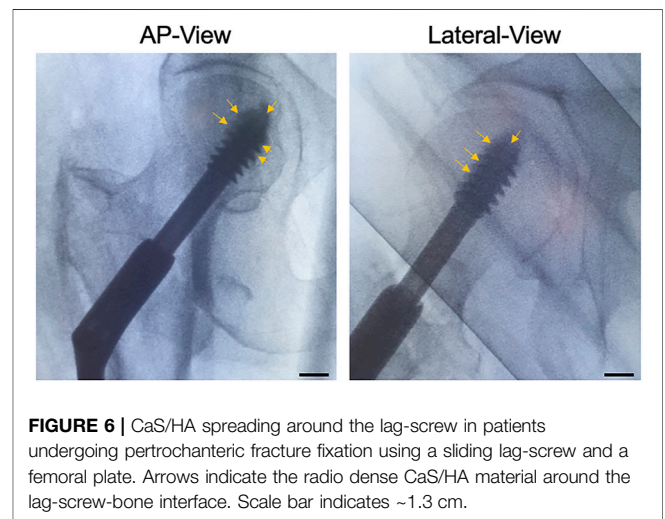 AP-View
Lateral-View
FIGURE 6 | CaS/HA spreading around the lag-screw in patients
undergoing pertrochanteric fracture fixation using a sliding lag-screw and a
femoral plate. Arrows indicate the radio dense CaS/HA material around the
lag-screw-bone interface. Scale bar indicates ~1.3 cm.